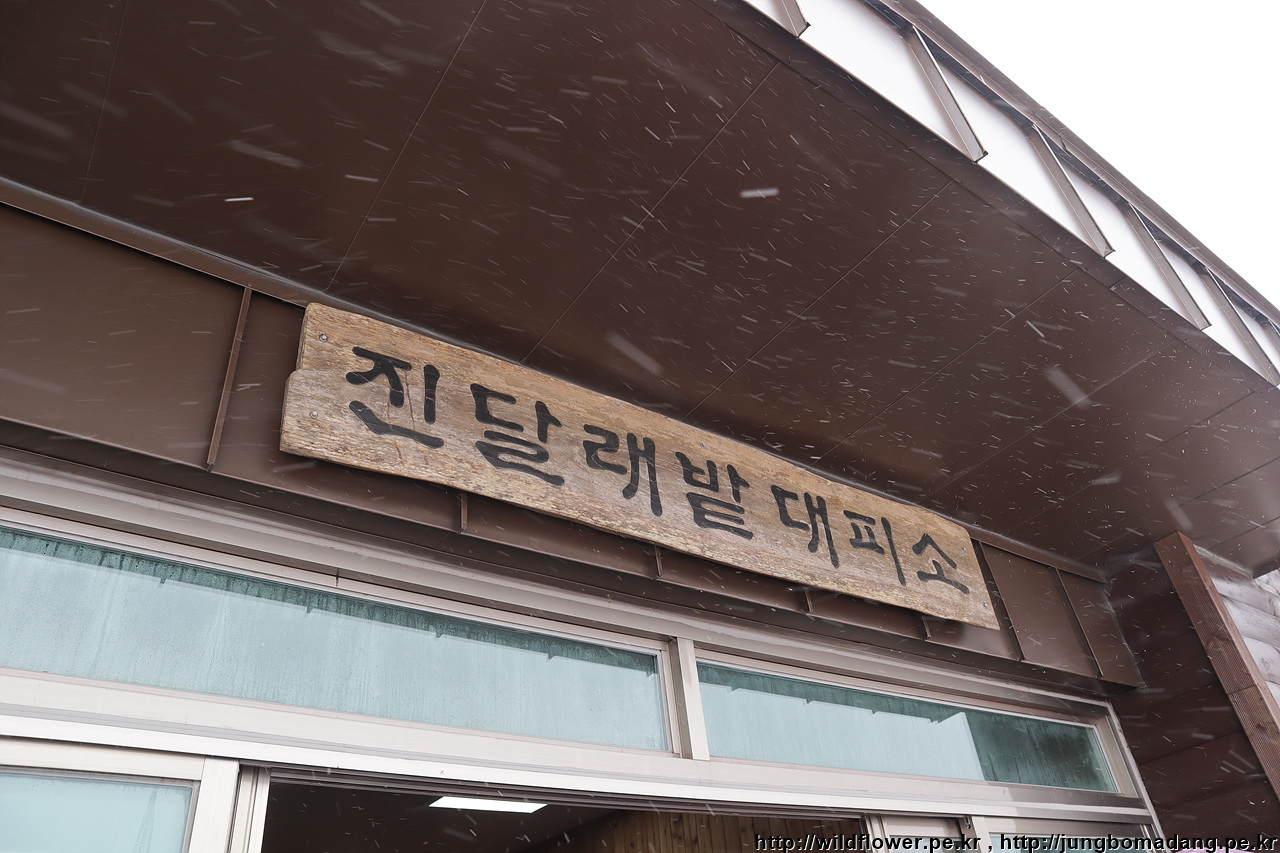 진달래밭대피소
http://wildflower.pe.kr , http://jungbomadang.pe.kr